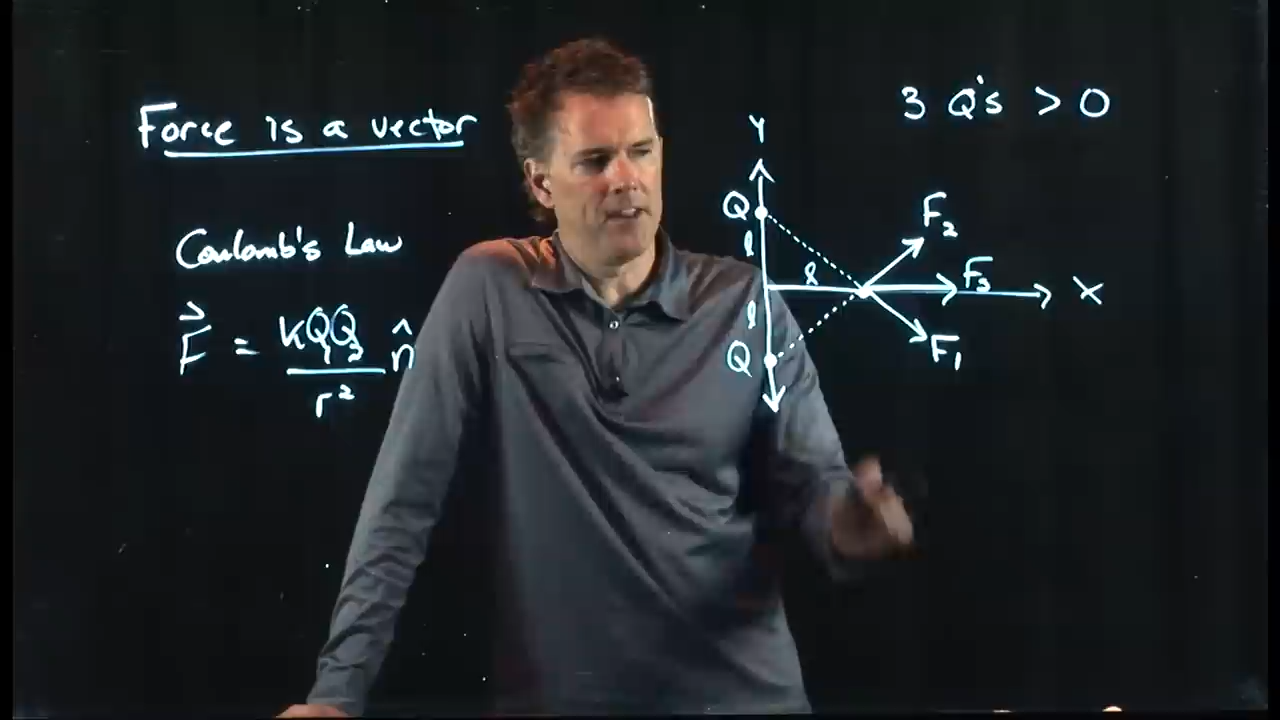 Force is a vector
3 Q's > 0
Coulomb's Law
F⃗ = kQ₁Q₂ n̂
r²
Y
Q
l
l
F₂
F₃
X
l
Q
F₁